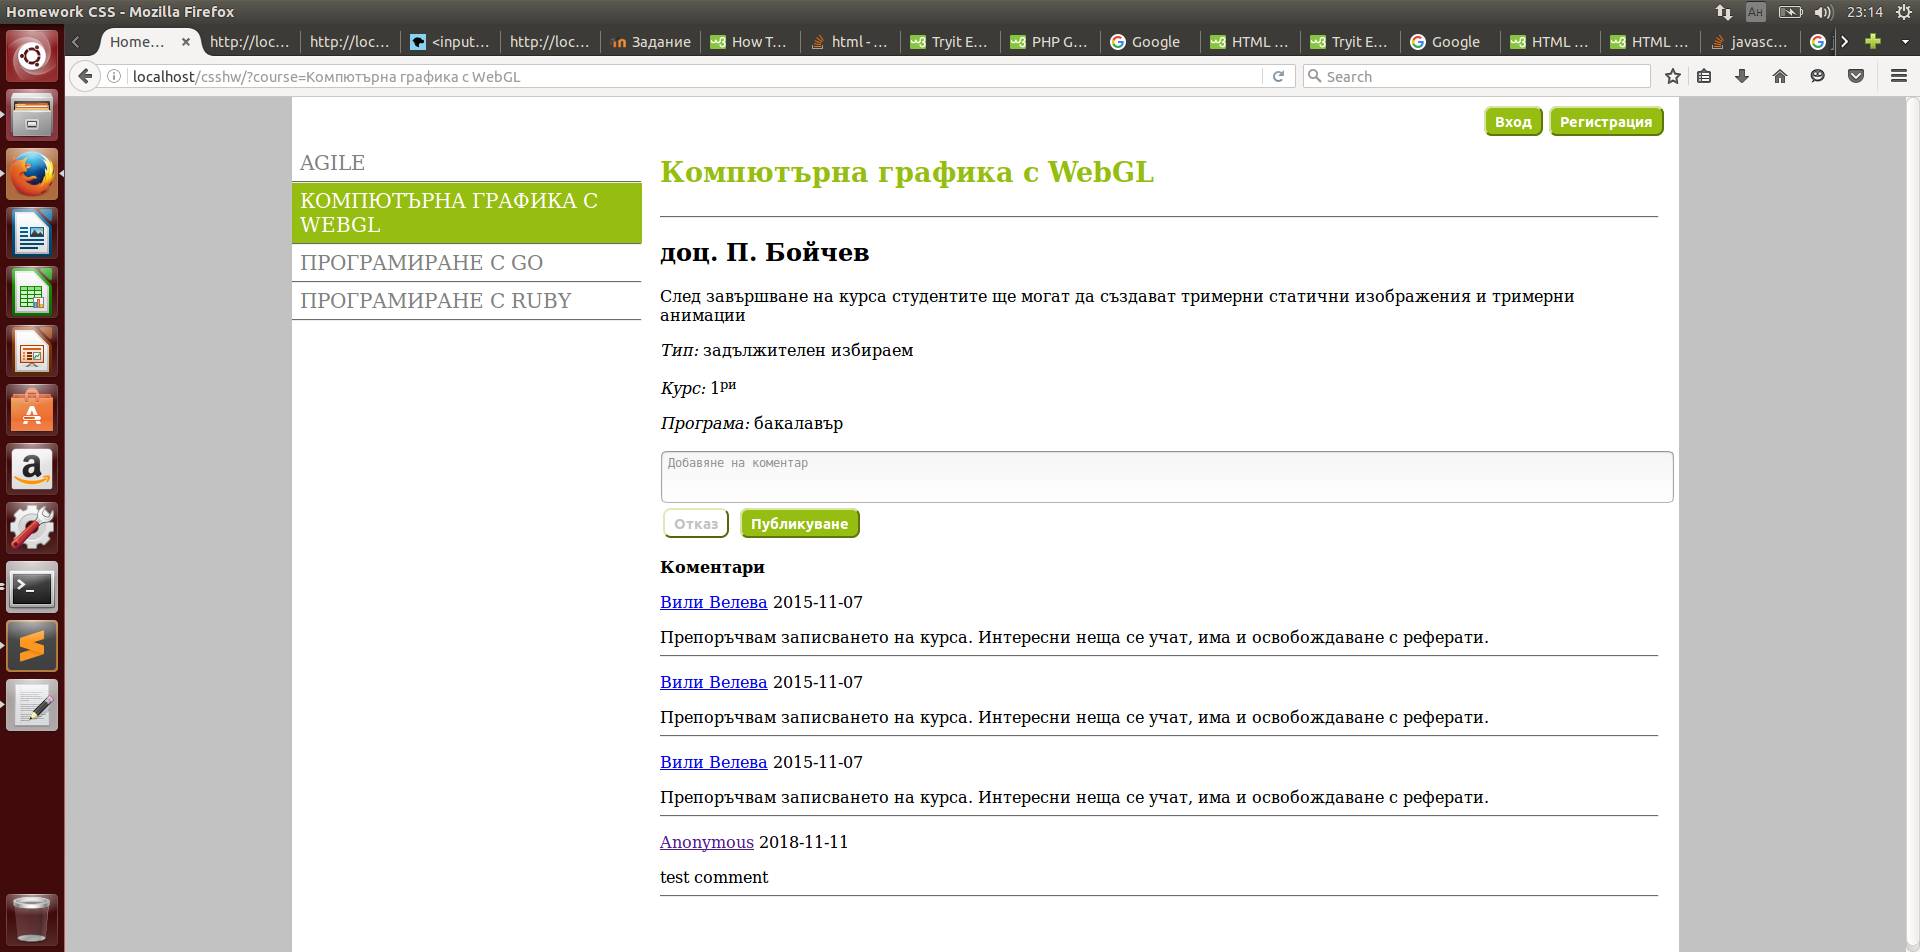 Homework CSS - Mozilla Firefox
Ан
23:14
Home...
http://loc...
http://loc...
<input...
http://loc...
Задание
How T...
html - ...
Tryit E...
PHP G...
Google
HTML ...
Tryit E...
Google
HTML ...
HTML ...
javasc...
localhost/csshw/?course=Компютърна графика с WebGL
Search
Вход
Регистрация
AGILE
КОМПЮТЪРНА ГРАФИКА С
WEBGL
ПРОГРАМИРАНЕ С GO
ПРОГРАМИРАНЕ С RUBY
Компютърна графика с WebGL
доц. П. Бойчев
След завършване на курса студентите ще могат да създават тримерни статични изображения и тримерни
анимации
Тип: задължителен избираем
Курс: 1ри
Програма: бакалавър
Добавяне на коментар
Отказ
Публикуване
Коментари
Вили Велева 2015-11-07
Препоръчвам записването на курса. Интересни неща се учат, има и освобождаване с реферати.
Вили Велева 2015-11-07
Препоръчвам записването на курса. Интересни неща се учат, има и освобождаване с реферати.
Вили Велева 2015-11-07
Препоръчвам записването на курса. Интересни неща се учат, има и освобождаване с реферати.
Anonymous 2018-11-11
test comment